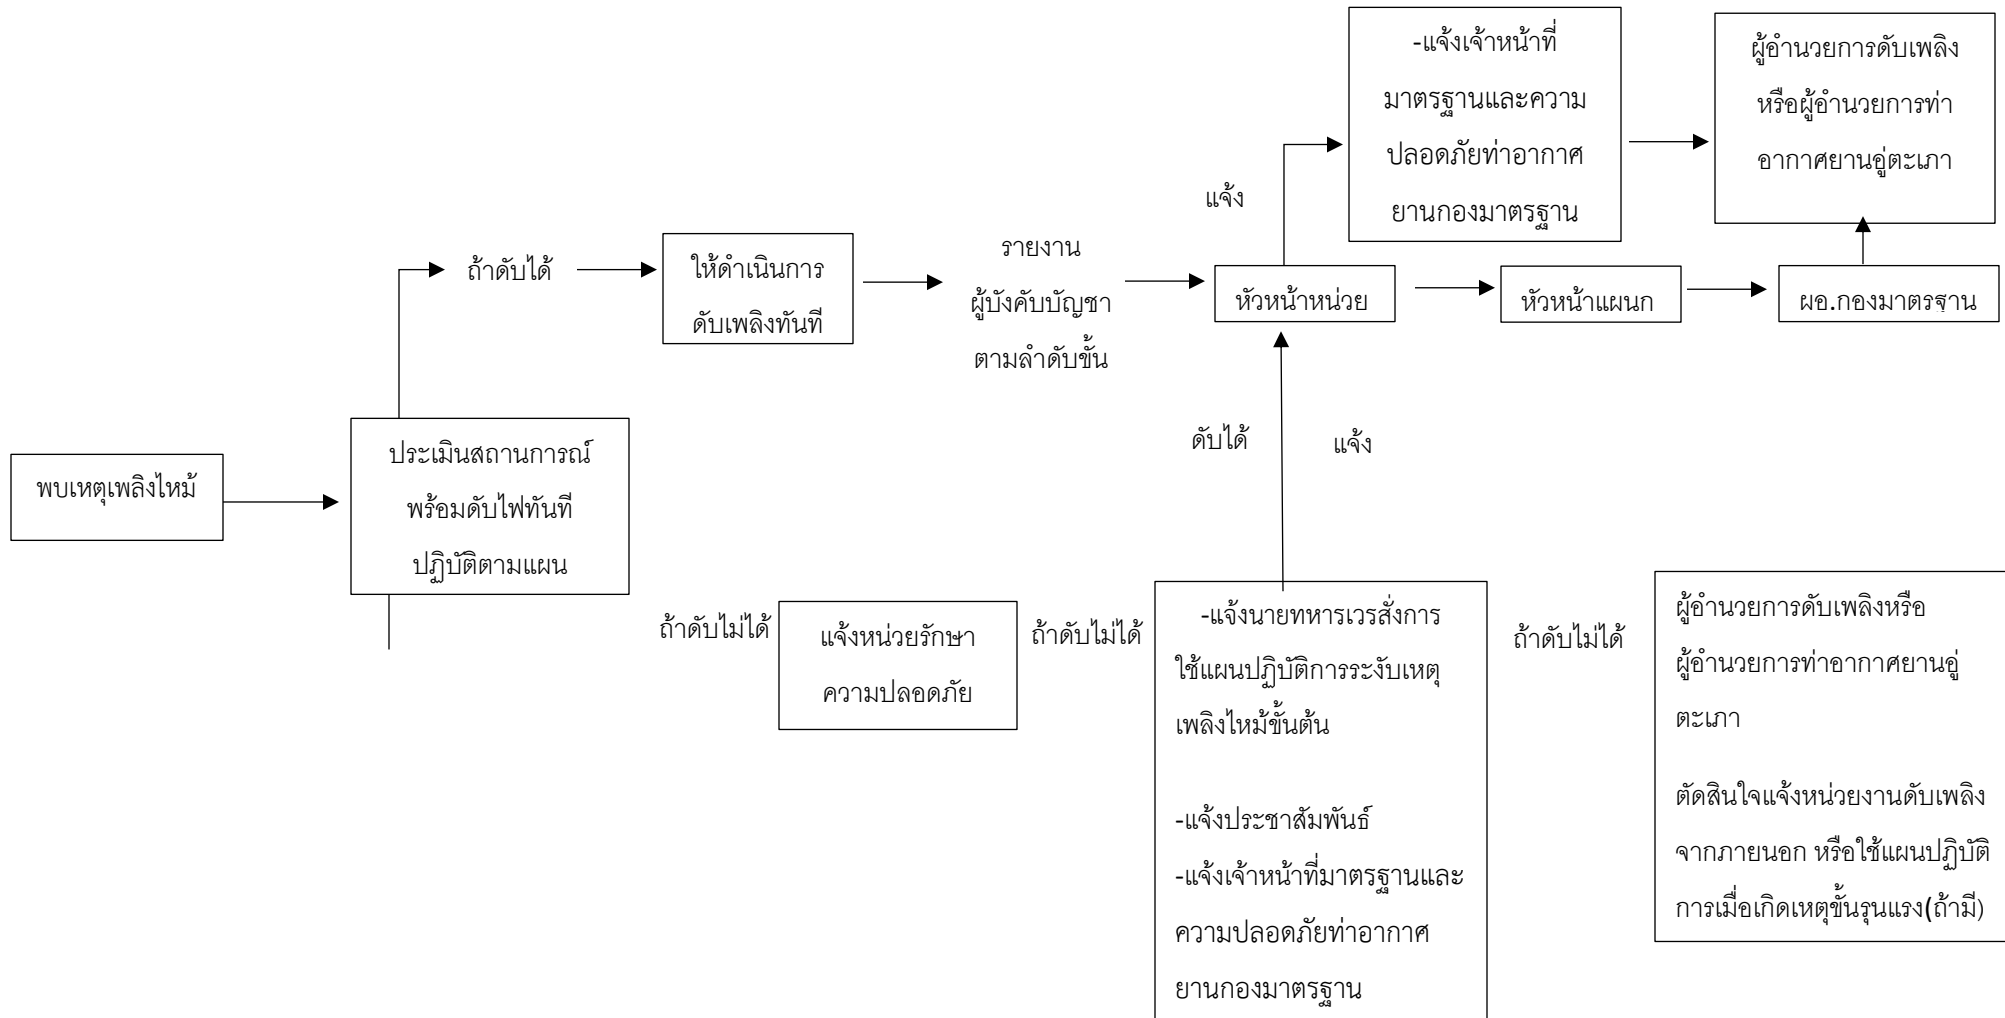 พบเหตุเพลิงไหม้
ประเมินสถานการณ์
พร้อมดับไฟทันที
ปฏิบัติตามแผน
ถ้าดับได้
ให้ดำเนินการ
ดับเพลิงทันที
รายงาน
ผู้บังคับบัญชา
ตามลำดับขั้น
แจ้ง
หัวหน้าหน่วย
-แจ้งเจ้าหน้าที่
มาตรฐานและความ
ปลอดภัยท่าอากาศ
ยานกองมาตรฐาน
ผู้อำนวยการดับเพลิง
หรือผู้อำนวยการท่า
อากาศยานอู่ตะเภา
หัวหน้าแผนก
ผอ.กองมาตรฐาน
ดับได้
แจ้ง
ถ้าดับไม่ได้
แจ้งหน่วยรักษา
ความปลอดภัย
ถ้าดับไม่ได้
-แจ้งนายทหารเวรสั่งการ
ใช้แผนปฏิบัติการระงับเหตุ
เพลิงไหม้ขั้นต้น
-แจ้งประชาสัมพันธ์
-แจ้งเจ้าหน้าที่มาตรฐานและ
ความปลอดภัยท่าอากาศ
ยานกองมาตรฐาน
ถ้าดับไม่ได้
ผู้อำนวยการดับเพลิงหรือ
ผู้อำนวยการท่าอากาศยานอู่
ตะเภา
ตัดสินใจแจ้งหน่วยงานดับเพลิง
จากภายนอก หรือใช้แผนปฏิบัติ
การเมื่อเกิดเหตุขั้นรุนแรง(ถ้ามี)